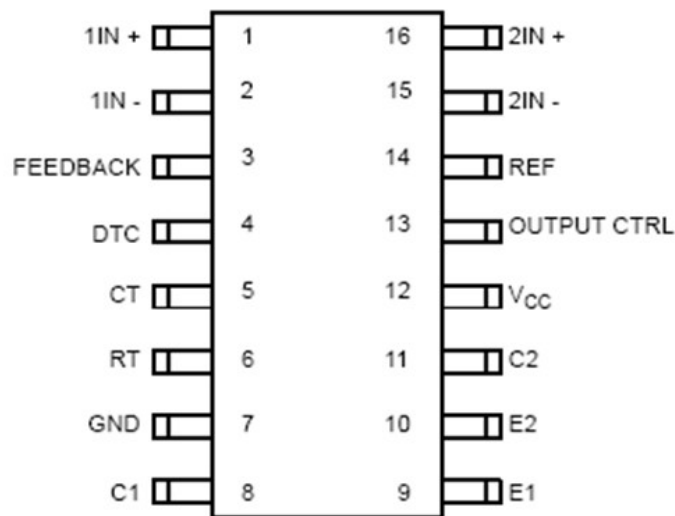 1IN + 1 16 2IN +
1IN - 2 15 2IN -
FEEDBACK 3 14 REF
DTC 4 13 OUTPUT CTRL
CT 5 12 VCC
RT 6 11 C2
GND 7 10 E2
C1 8 9 E1